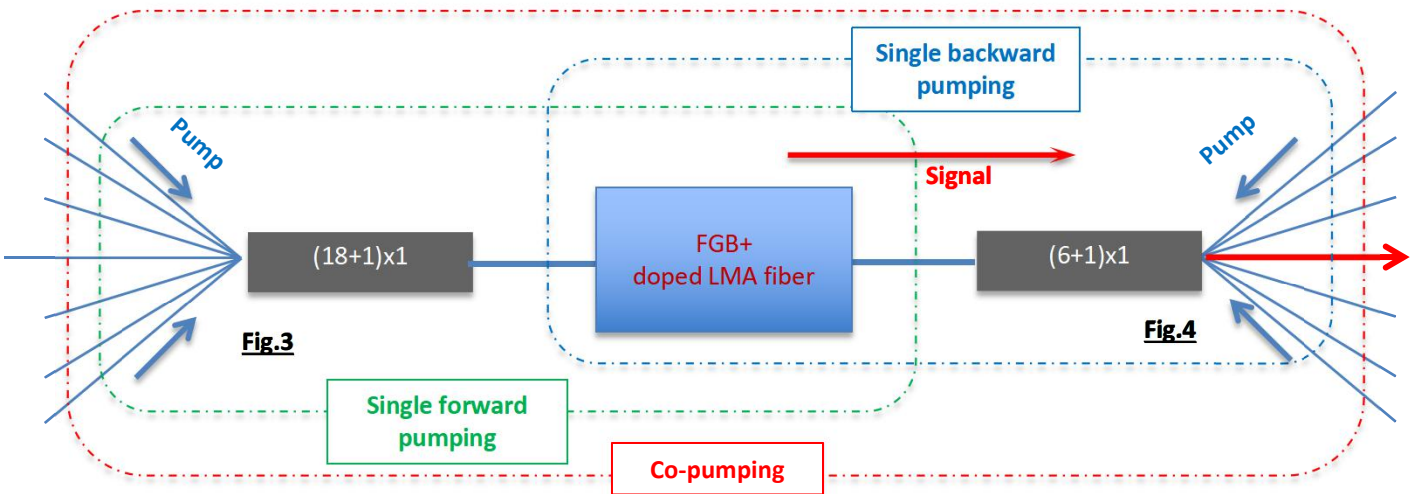 Single backward
pumping
Pump
Pump
Signal
(18+1)x1
FGB+
doped LMA fiber
(6+1)x1
Fig.3
Fig.4
Single forward
pumping
Co-pumping